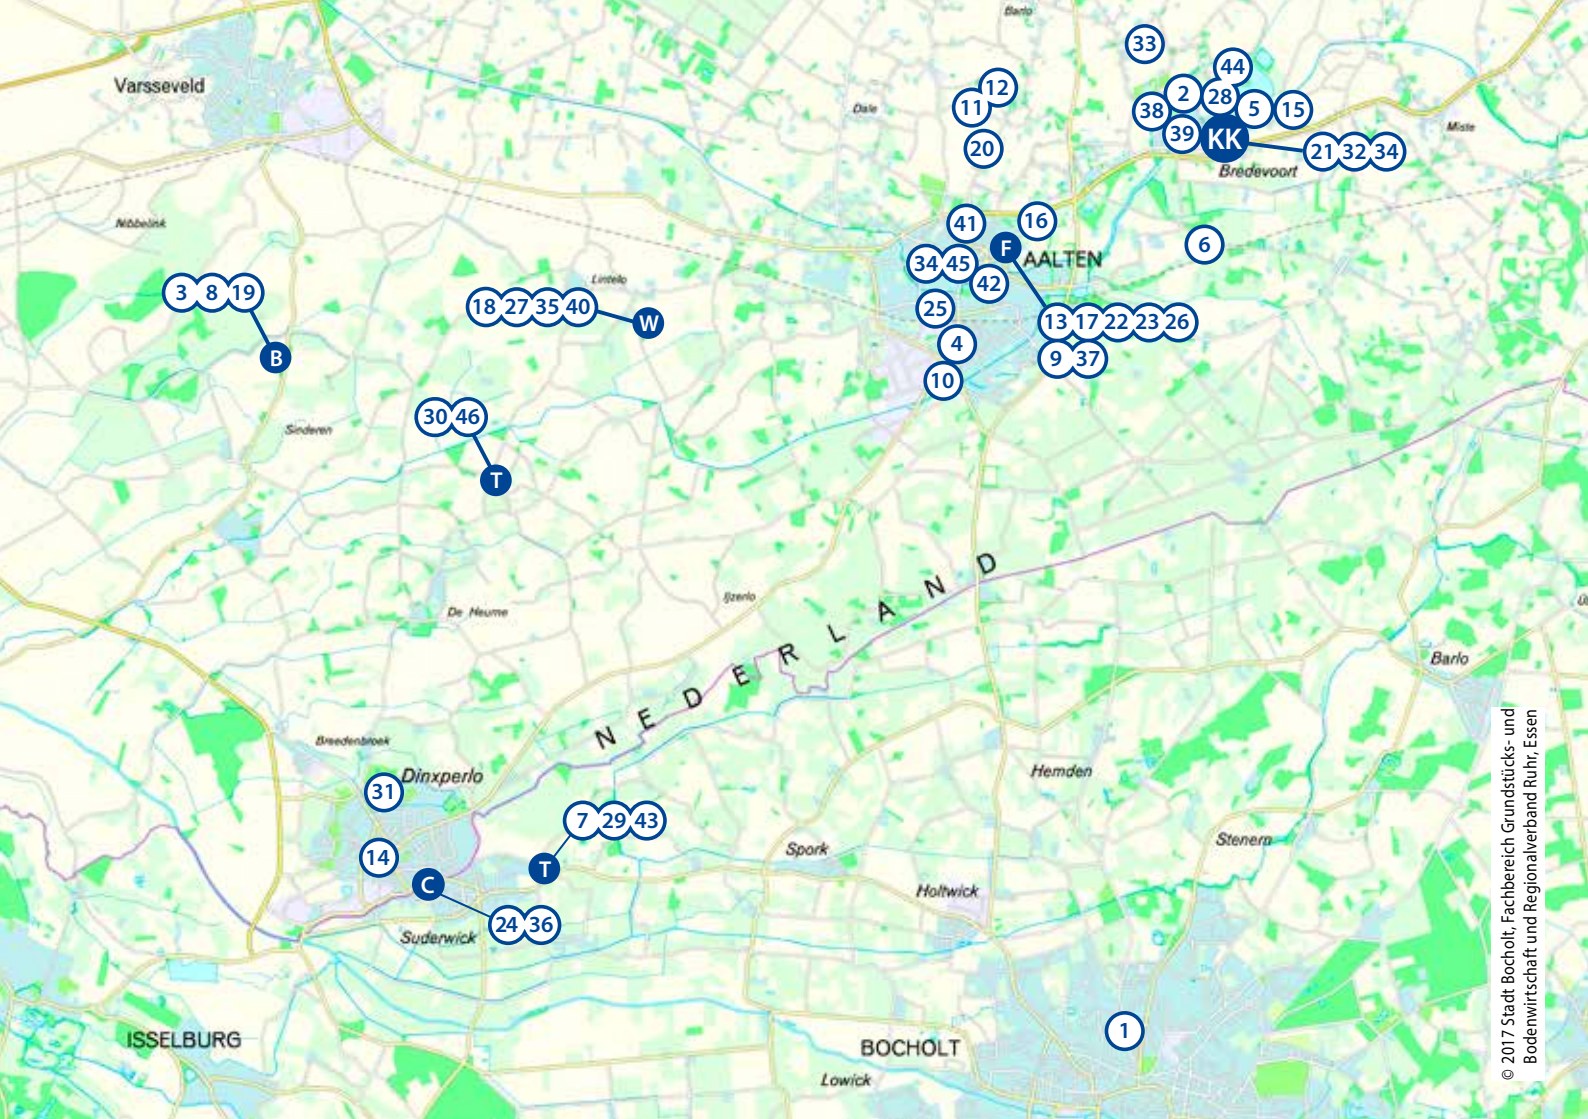 Barlo
33
44
Varsseveld
12
2
28
11
Dale
38
5
15
Miste
39
KK
20
21 32 34
Bredevoort
Nibbelink
41
16
6
F
AALTEN
34 45
Lintelo
42
3 8 19
18 27 35 40
25
W
13 17 22 23 26
4
B
9 37
10
30 46
Sinderen
T
NEDERLAND
IJzerlo
De Heurne
Barlo
Breedenbroek
Dinxperlo
Hemden
31
7 29 43
Stenern
Spork
14
T
C
Holtwick
24 36
Suderwick
1
ISSELBURG
BOCHOLT
Lowick
© 2017 Stadt Bocholt, Fachbereich Grundstücks- und
Bodenwirtschaft und Regionalverband Ruhr, Essen